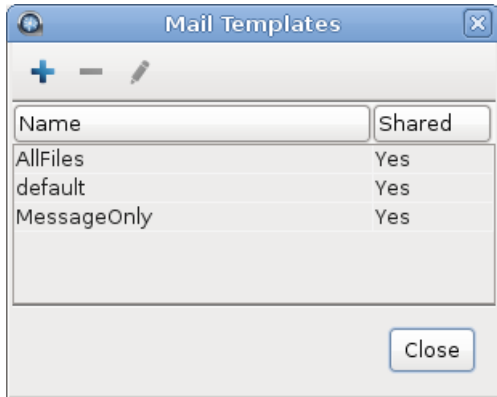 Mail Templates
Name Shared
AllFiles Yes
default Yes
MessageOnly Yes
Close